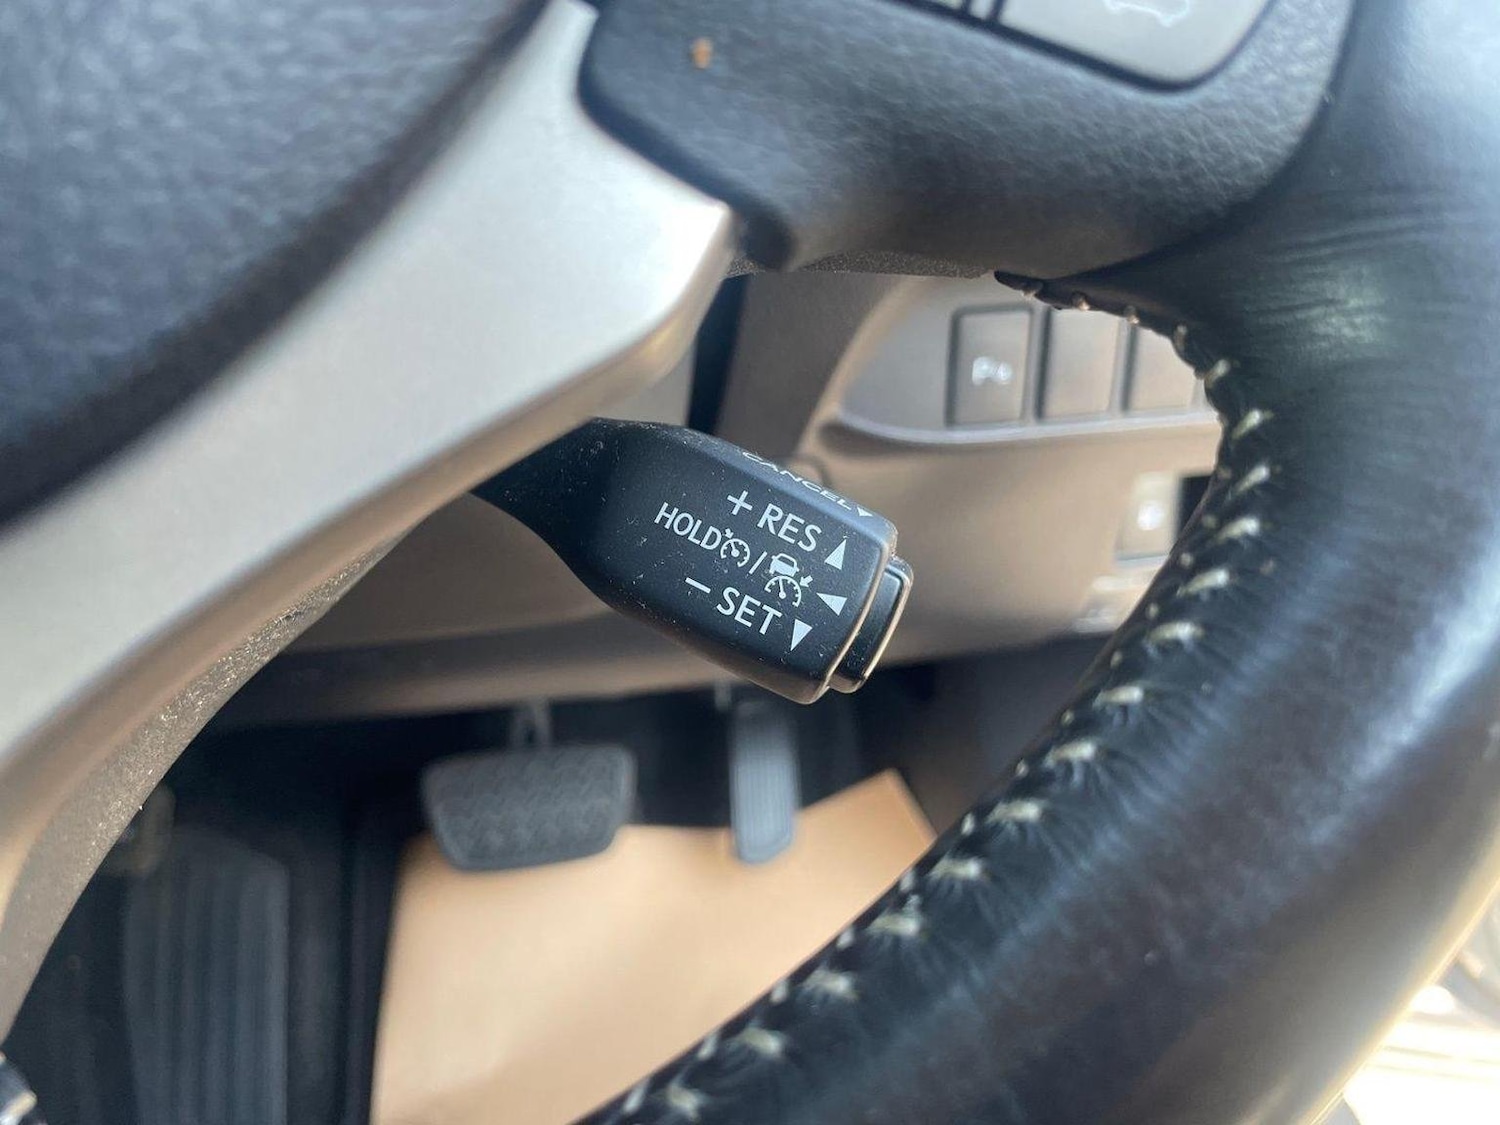 CANCEL
+ RES
HOLD /
− SET